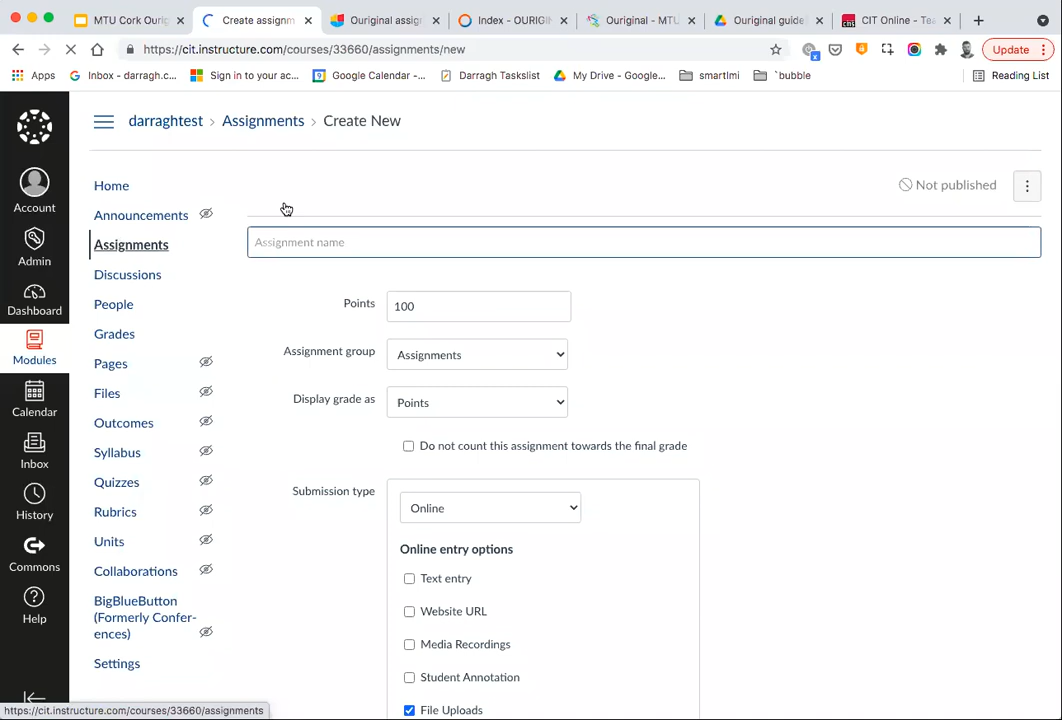 MTU Cork Ouri
Create assignm
Ouriginal assig
Index - OURIGI
Ouriginal - MTU
Ouriginal guide
cit
CIT Online - Tea
https://cit.instructure.com/courses/33660/assignments/new
Update
Apps
Inbox - darragh.c...
Sign in to your ac...
Google Calendar -...
Darragh Taskslist
My Drive - Google...
smartlmi
`bubble
Reading List
darraghtest › Assignments › Create New
Account
Admin
Dashboard
Modules
Calendar
Inbox
History
Commons
Help
Home
Announcements
Assignments
Discussions
People
Grades
Pages
Files
Outcomes
Syllabus
Quizzes
Rubrics
Units
Collaborations
BigBlueButton
(Formerly Confer-
ences)
Settings
Not published
Assignment name
Points
100
Assignment group
Assignments
Display grade as
Points
Do not count this assignment towards the final grade
Submission type
Online
Online entry options
Text entry
Website URL
Media Recordings
Student Annotation
File Uploads
https://cit.instructure.com/courses/33660/assignments